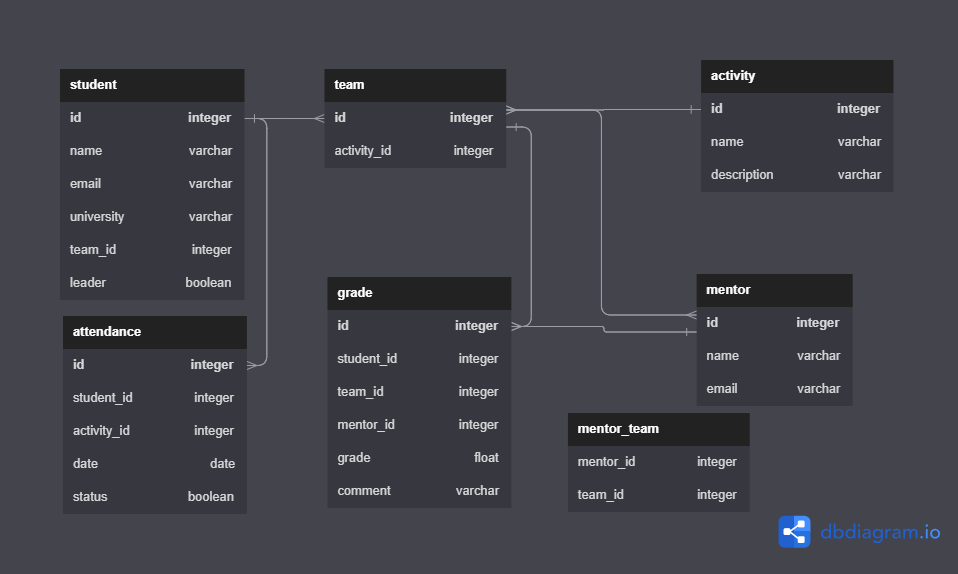 student
id integer
name varchar
email varchar
university varchar
team_id integer
leader boolean
attendance
id integer
student_id integer
activity_id integer
date date
status boolean
team
id integer
activity_id integer
grade
id integer
student_id integer
team_id integer
mentor_id integer
grade float
comment varchar
activity
id integer
name varchar
description varchar
mentor
id integer
name varchar
email varchar
mentor_team
mentor_id integer
team_id integer
dbdiagram.io